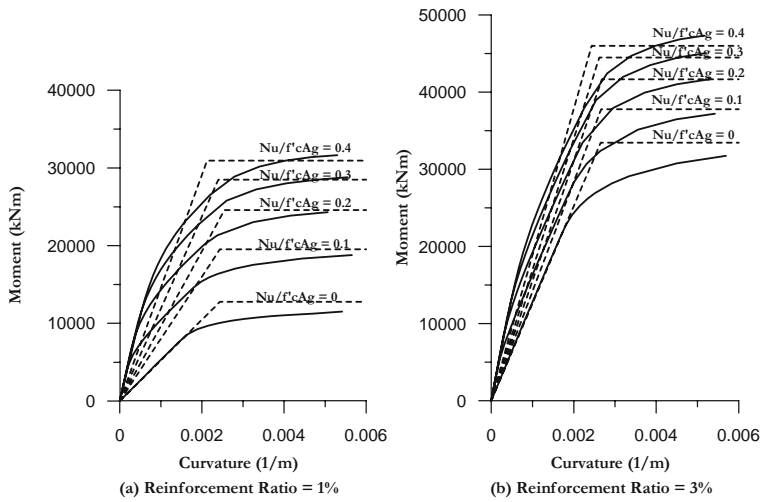 40000
30000
20000
10000
0
Moment (kNm)
Nu/f'cAg = 0.4
Nu/f'cAg = 0.3
Nu/f'cAg = 0.2
Nu/f'cAg = 0.1
Nu/f'cAg = 0
0 0.002 0.004 0.006
Curvature (1/m)
(a) Reinforcement Ratio = 1%
50000
40000
30000
20000
10000
0
Moment (kNm)
Nu/f'cAg = 0.4
Nu/f'cAg = 0.3
Nu/f'cAg = 0.2
Nu/f'cAg = 0.1
Nu/f'cAg = 0
0 0.002 0.004 0.006
Curvature (1/m)
(b) Reinforcement Ratio = 3%